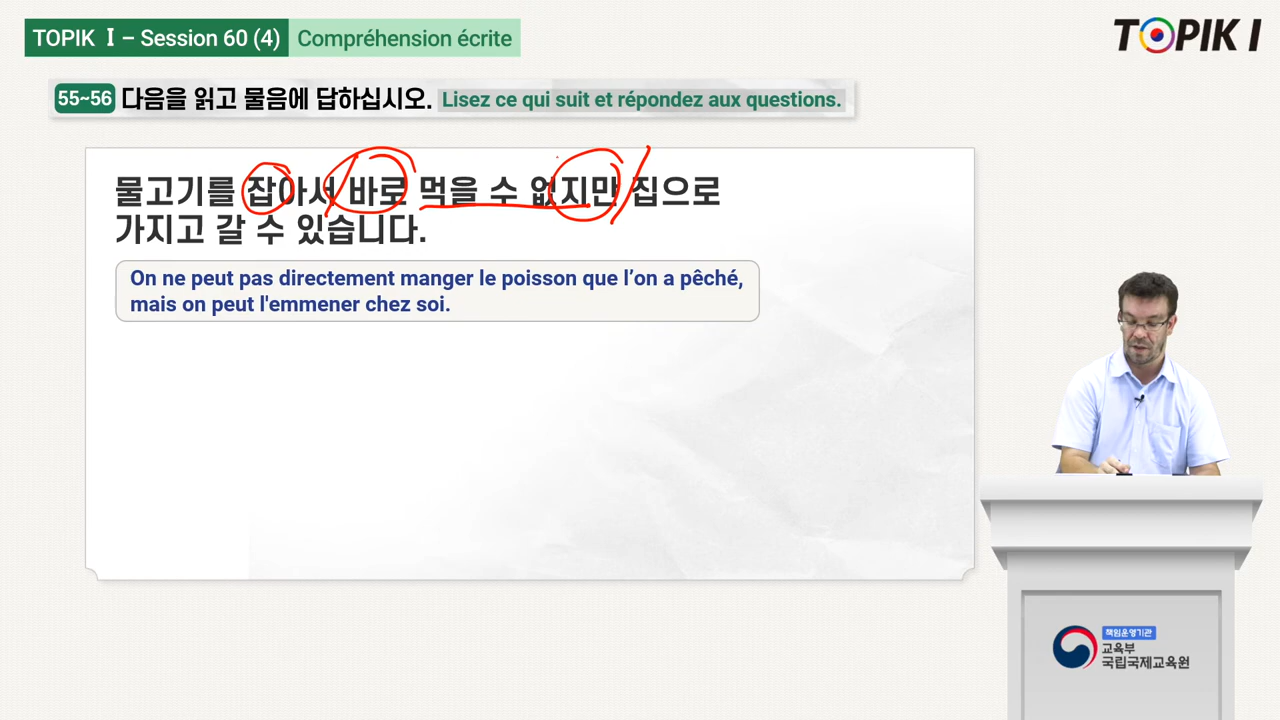 TOPIK Ⅰ – Session 60 (4) Compréhension écrite
TOPIK I
55~56 다음을 읽고 물음에 답하십시오. Lisez ce qui suit et répondez aux questions.
물고기를 잡아서 바로 먹을 수 없지만 집으로
가지고 갈 수 있습니다.
On ne peut pas directement manger le poisson que l’on a pêché,
mais on peut l'emmener chez soi.
책임운영기관
교육부
국립국제교육원